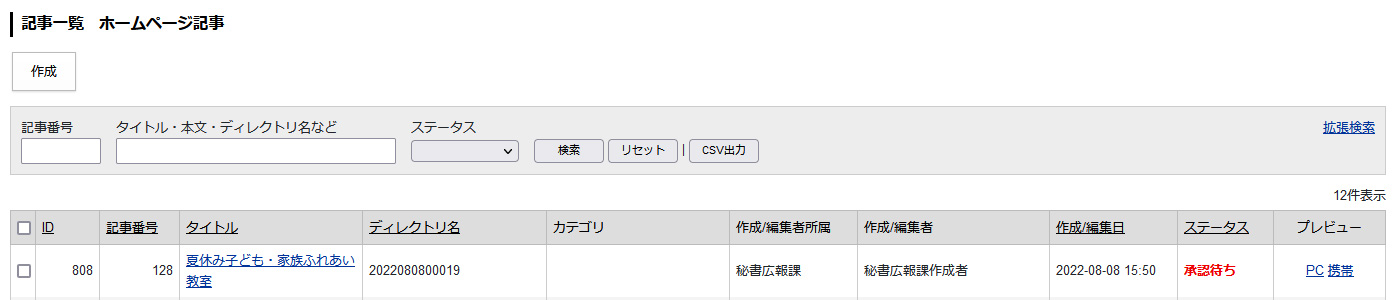 記事一覧　ホームページ記事
作成
記事番号 タイトル・本文・ディレクトリ名など ステータス 拡張検索
検索 リセット | CSV出力
12件表示
ID 記事番号 タイトル ディレクトリ名 カテゴリ 作成/編集者所属 作成/編集者 作成/編集日 ステータス プレビュー
808 128 夏休み子ども・家族ふれあい 2022080800019 秘書広報課 秘書広報課作成者 2022-08-08 15:50 承認待ち PC 携帯
教室